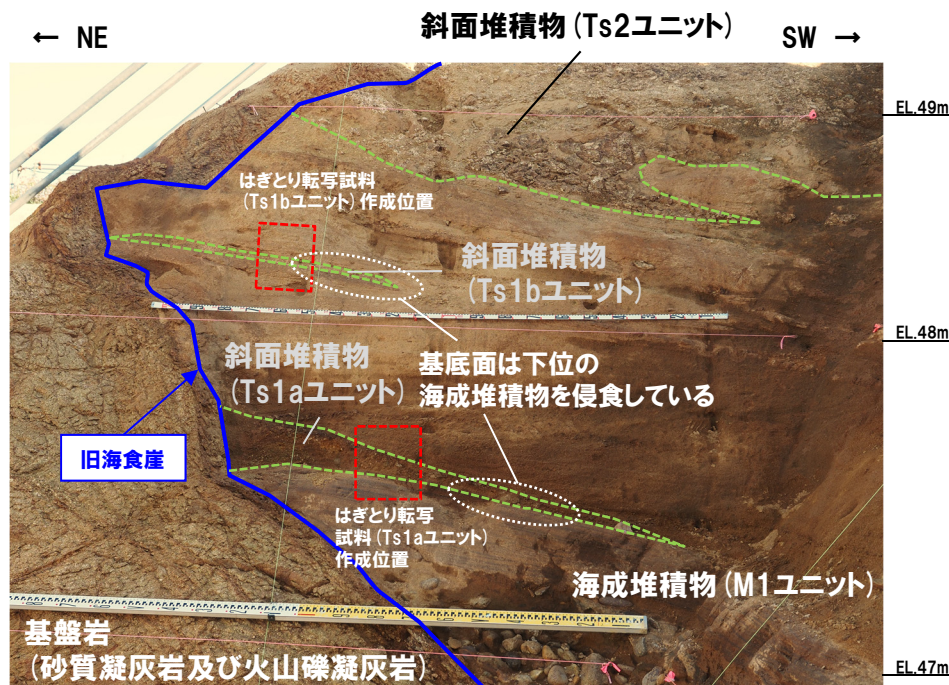 ← NE
斜面堆積物(Ts2ユニット)
SW →
EL.49m
はぎとり転写試料
(Ts1bユニット)作成位置
斜面堆積物
(Ts1bユニット)
EL.48m
斜面堆積物
(Ts1aユニット)
基底面は下位の
海成堆積物を侵食している
旧海食崖
はぎとり転写
試料(Ts1aユニット)
作成位置
海成堆積物(M1ユニット)
基盤岩
(砂質凝灰岩及び火山礫凝灰岩)
EL.47m